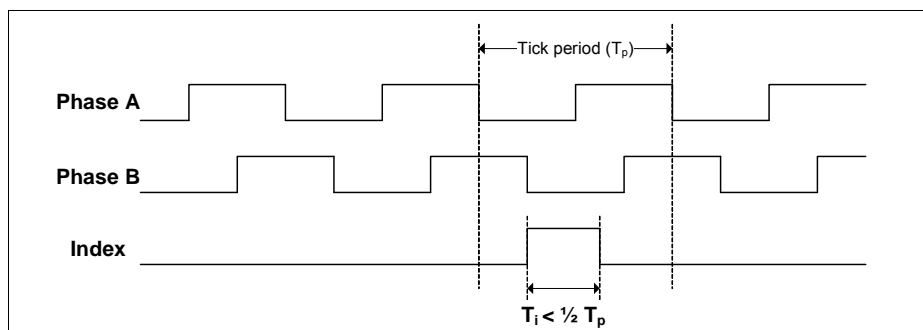 Tick period (Tp)
Phase A
Phase B
Index
Ti < ½ Tp